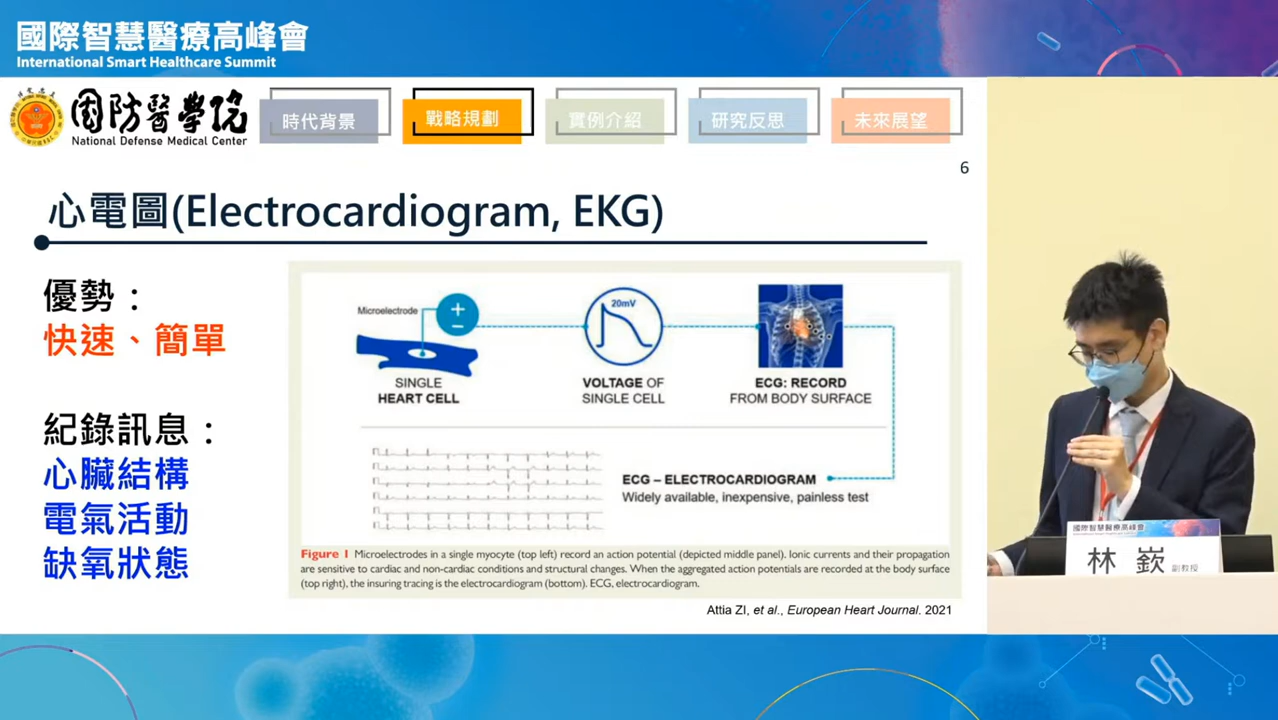 國際智慧醫療高峰會
International Smart Healthcare Summit
國防醫學院
National Defense Medical Center
時代背景
戰略規劃
實例介紹
研究反思
未來展望
6
心電圖(Electrocardiogram, EKG)
優勢：
快速、簡單
紀錄訊息：
心臟結構
電氣活動
缺氧狀態
Microelectrode
+
−
20mV
SINGLE
HEART CELL
VOLTAGE OF
SINGLE CELL
ECG: RECORD
FROM BODY SURFACE
ECG – ELECTROCARDIOGRAM
Widely available, inexpensive, painless test
Figure 1 Microelectrodes in a single myocyte (top left) record an action potential (depicted middle panel). Ionic currents and their propagation
are sensitive to cardiac and non-cardiac conditions and structural changes. When the aggregated action potentials are recorded at the body surface
(top right), the insuring tracing is the electrocardiogram (bottom). ECG, electrocardiogram.
Attia ZI, et al., European Heart Journal. 2021
國際智慧醫療高峰會
林 嶔 副教授